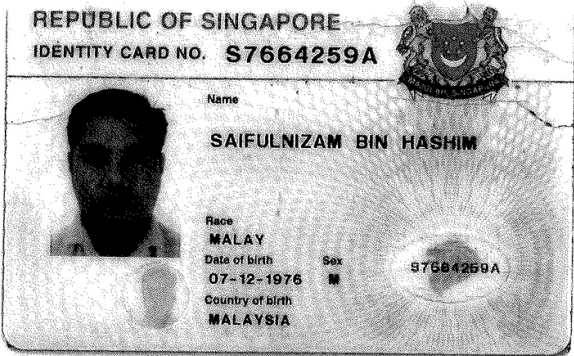 REPUBLIC OF SINGAPORE
IDENTITY CARD NO. S7664259A
Name
SAIFULNIZAM BIN HASHIM
Race
MALAY
Date of birth Sex
07-12-1976 M
Country of birth
MALAYSIA